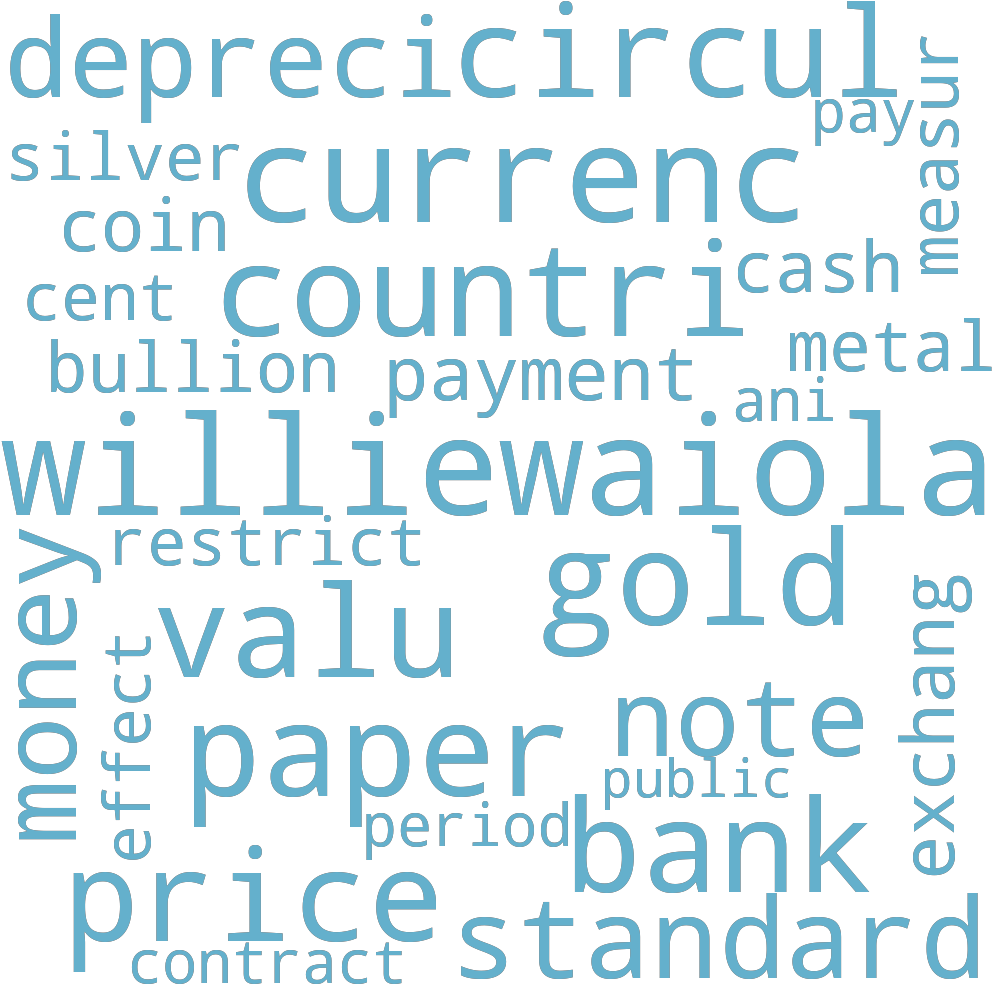 depreci circul
pay
measur
silver currenc
coin
countri cash
cent
bullion payment metal
ani
williewaiola
restrict
money
gold
valu
exchang
effect
note
paper
public
period
bank
price
standard
contract